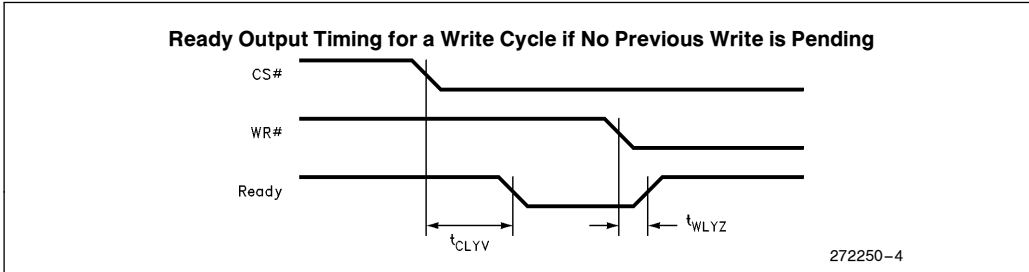 Ready Output Timing for a Write Cycle if No Previous Write is Pending
CS#
WR#
Ready
tCLYV
tWLYZ
272250–4